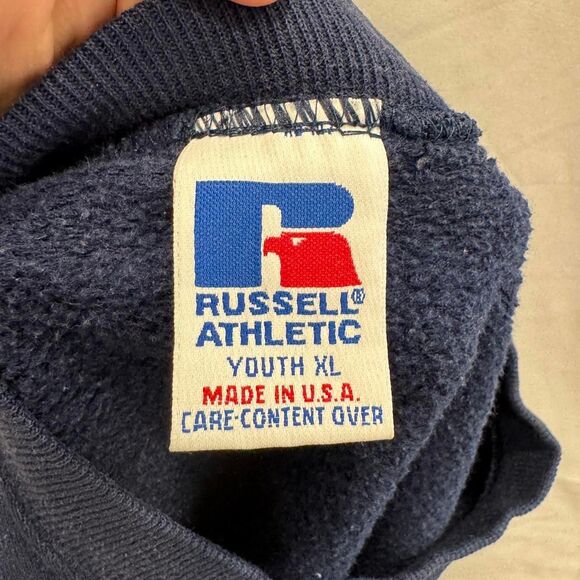 RUSSELL®
ATHLETIC
YOUTH XL
MADE IN U.S.A.
CARE-CONTENT OVER